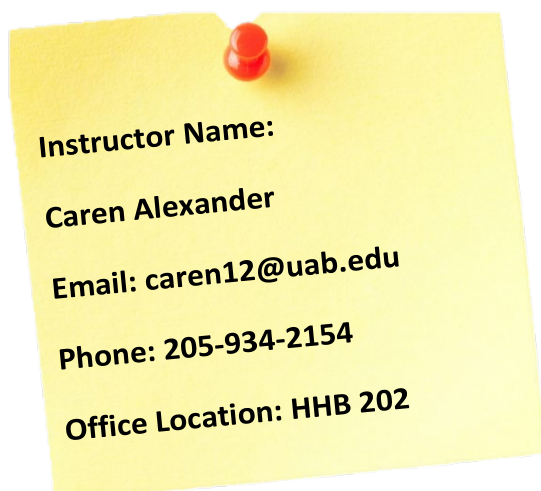 Instructor Name:
Caren Alexander
Email: caren12@uab.edu
Phone: 205-934-2154
Office Location: HHB 202